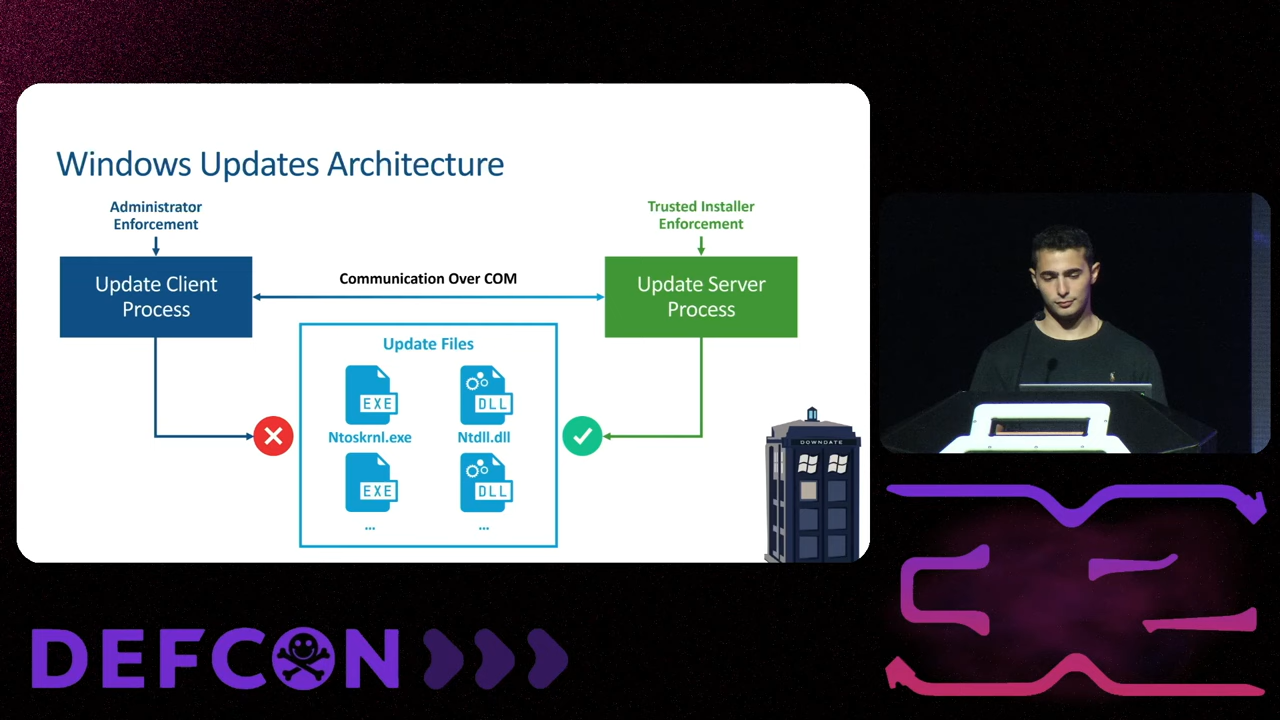 Windows Updates Architecture
Administrator
Enforcement
Trusted Installer
Enforcement
Update Client
Process
Communication Over COM
Update Server
Process
Update Files
EXE
DLL
Ntoskrnl.exe
Ntdll.dll
EXE
DLL
...
...
DOWNDATE
DEFCON